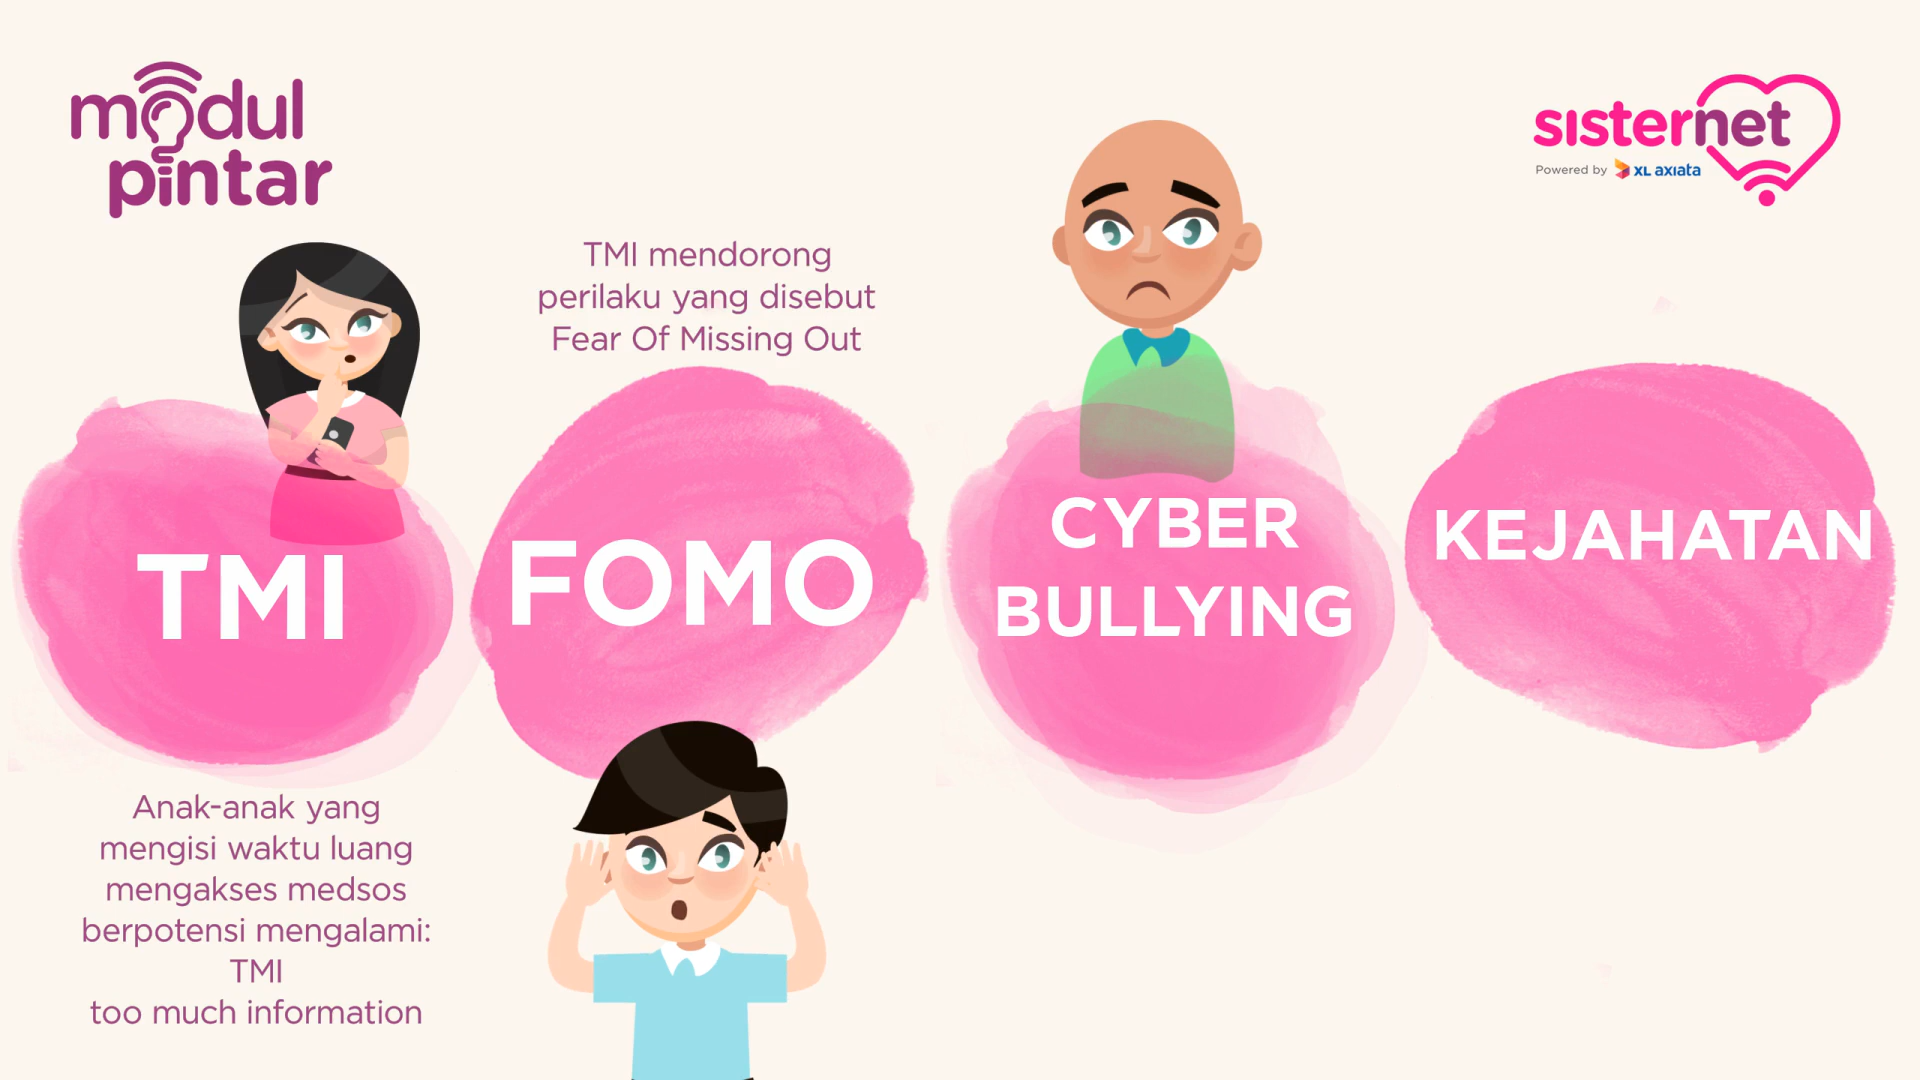 modul
pintar
sisternet
Powered by XL axiata
TMI mendorong
perilaku yang disebut
Fear Of Missing Out
TMI
FOMO
CYBER
BULLYING
KEJAHATAN
Anak-anak yang
mengisi waktu luang
mengakses medsos
berpotensi mengalami:
TMI
too much information